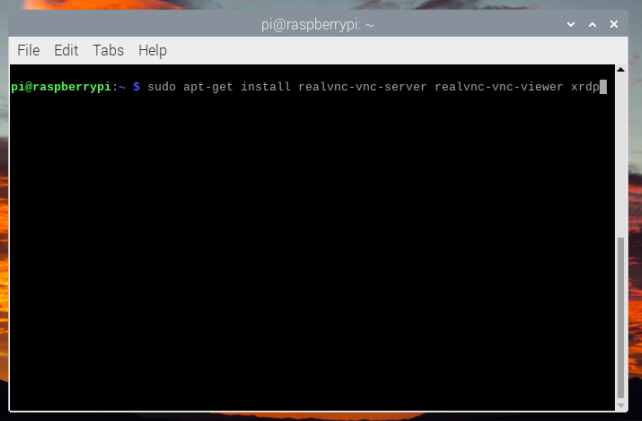 pi@raspberrypi: ~
File Edit Tabs Help
pi@raspberrypi:~ $ sudo apt-get install realvnc-vnc-server realvnc-vnc-viewer xrdp